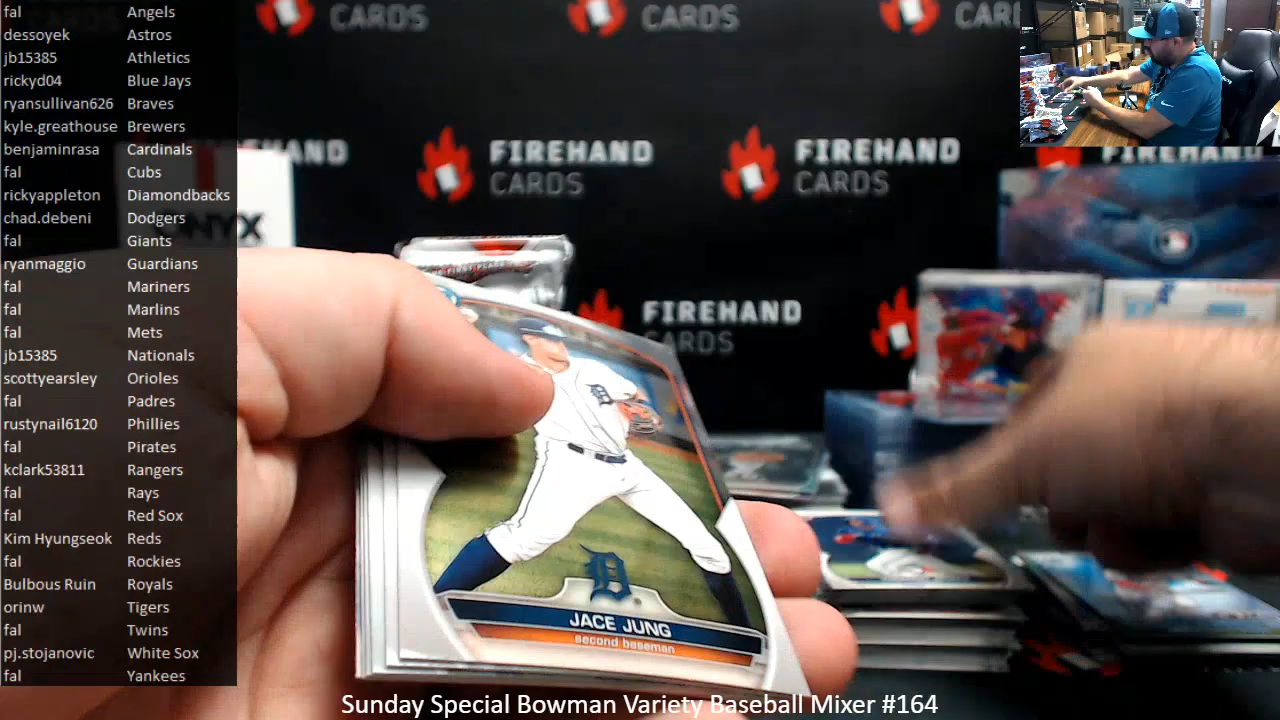 fal Angels
dessoyek Astros
jb15385 Athletics
rickyd04 Blue Jays
ryansullivan626 Braves
kyle.greathouse Brewers
benjaminrasa Cardinals
fal Cubs
rickyappleton Diamondbacks
chad.debeni Dodgers
fal Giants
ryanmaggio Guardians
fal Mariners
fal Marlins
fal Mets
jb15385 Nationals
scottyearsley Orioles
fal Padres
rustynail6120 Phillies
fal Pirates
kclark53811 Rangers
fal Rays
fal Red Sox
Kim Hyungseok Reds
fal Rockies
Bulbous Ruin Royals
orinw Tigers
fal Twins
pj.stojanovic White Sox
fal Yankees
CARDS
CARDS
FIREHAND
CARDS
FIREHAND
CARDS
FIREHAND
CARDS
D
JACE JUNG
second baseman
Sunday Special Bowman Variety Baseball Mixer #164